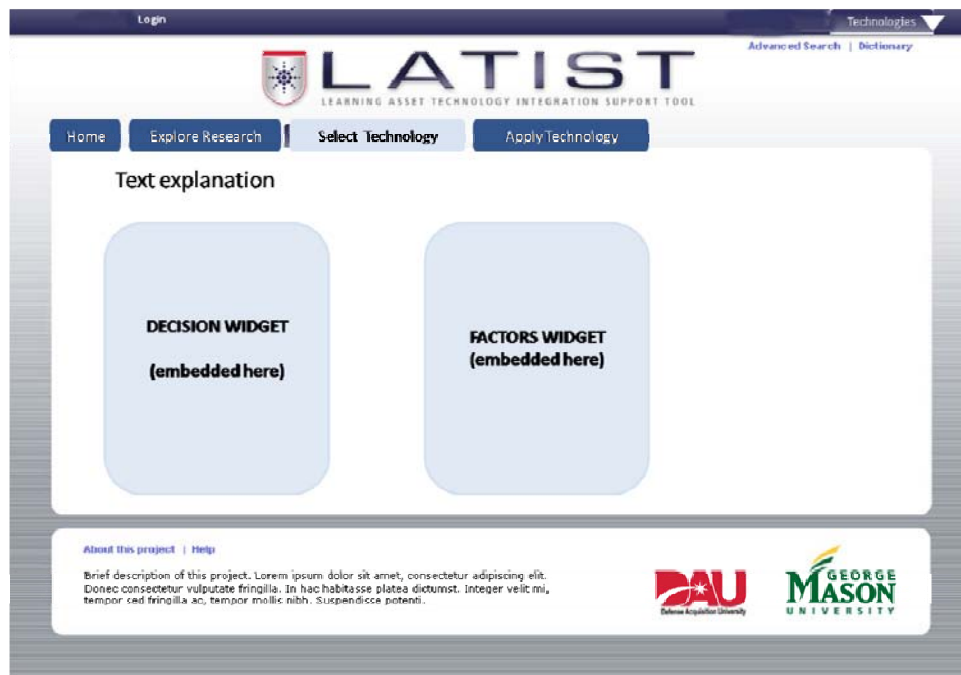 Login
Technologies
Advanced Search | Dictionary
LATIST
LEARNING ASSET TECHNOLOGY INTEGRATION SUPPORT TOOL
Home
Explore Research
Select Technology
Apply Technology
Text explanation
DECISION WIDGET
(embedded here)
FACTORS WIDGET
(embedded here)
About this project | Help
Brief description of this project. Lorem ipsum dolor sit amet, consectetur adipiscing elit.
Donec consectetur vulputate fringilla. In hac habitasse platea dictumst. Integer velit mi,
tempor sed fringilla ac, tempor mollis nibh. Suspendisse potenti.
DAU
Defense Acquisition University
GEORGE
MASON
UNIVERSITY